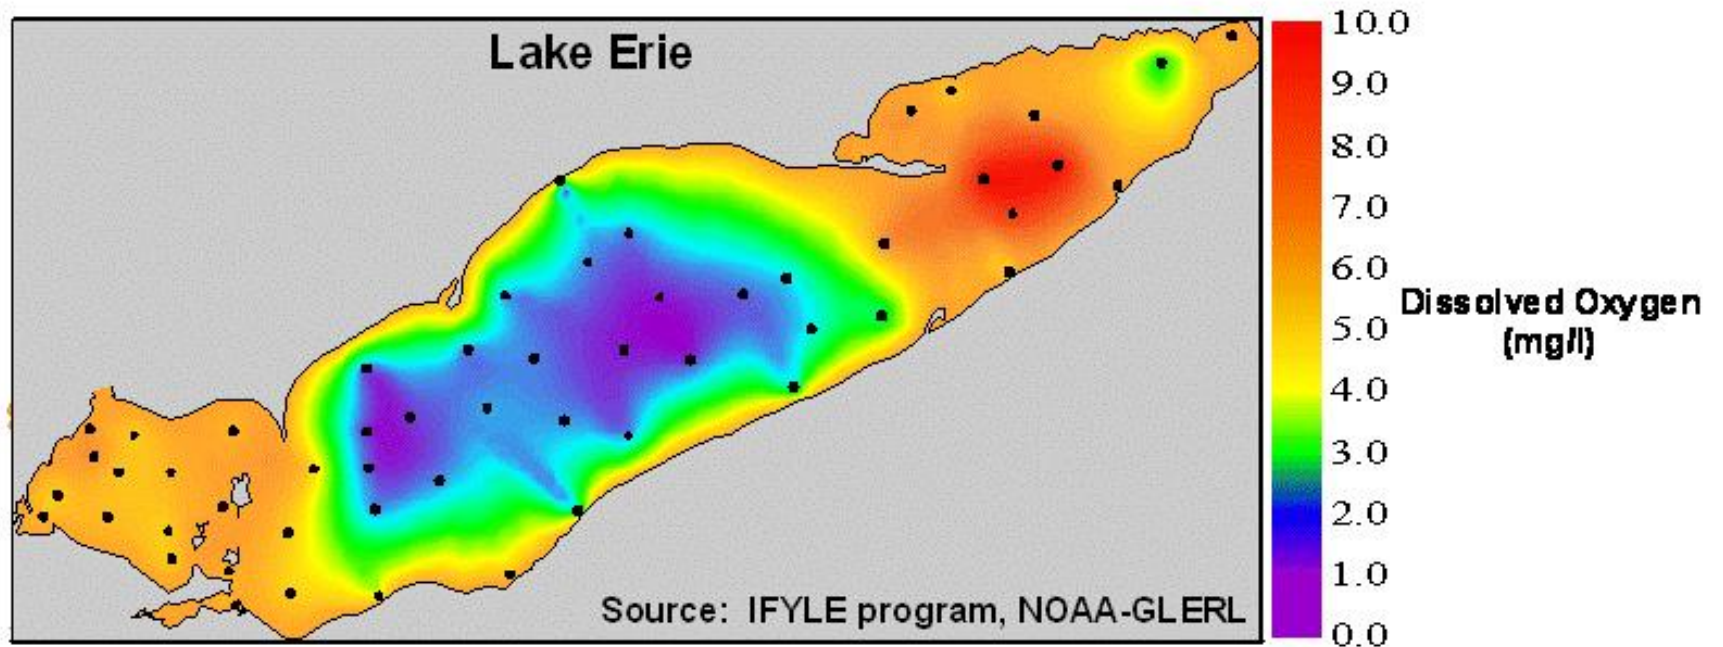 Lake Erie
10.0
9.0
8.0
7.0
6.0
5.0
4.0
3.0
2.0
1.0
0.0
Dissolved Oxygen
(mg/l)
Source: IFYLE program, NOAA-GLERL